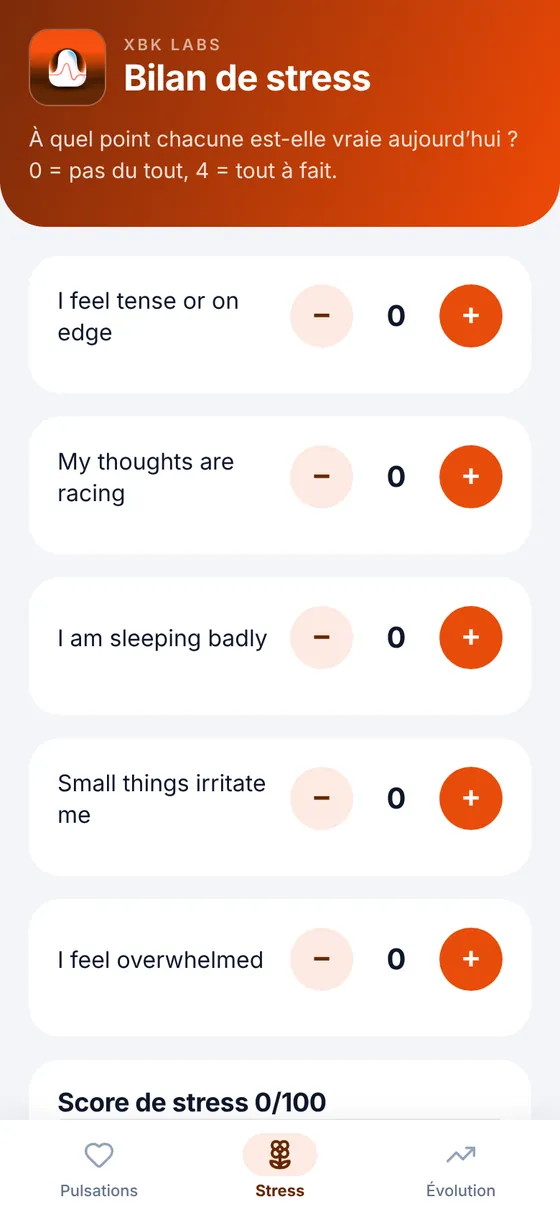 XBK LABS
Bilan de stress
À quel point chacune est-elle vraie aujourd’hui ?
0 = pas du tout, 4 = tout à fait.
I feel tense or on
edge
− 0 +
My thoughts are
racing
− 0 +
I am sleeping badly
− 0 +
Small things irritate
me
− 0 +
I feel overwhelmed
− 0 +
Score de stress 0/100
Pulsations
Stress
Évolution